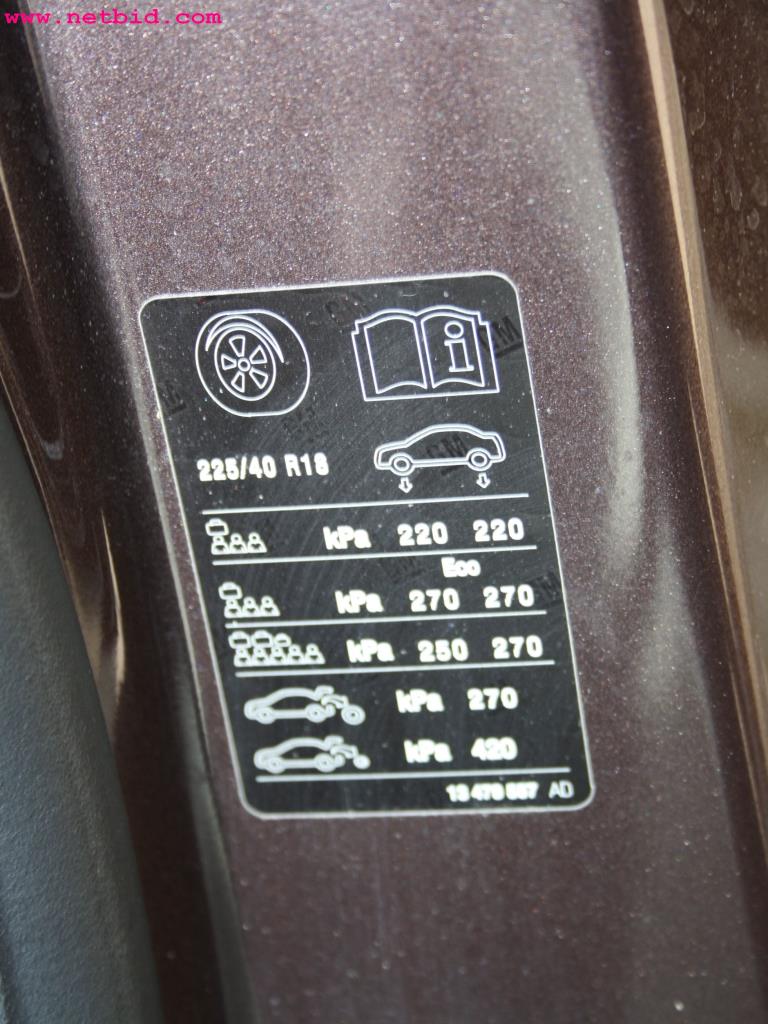 www.netbid.com
i
225/40 R18
kPa 220 220
Eco
kPa 270 270
kPa 250 270
kPa 270
kPa 420
AD